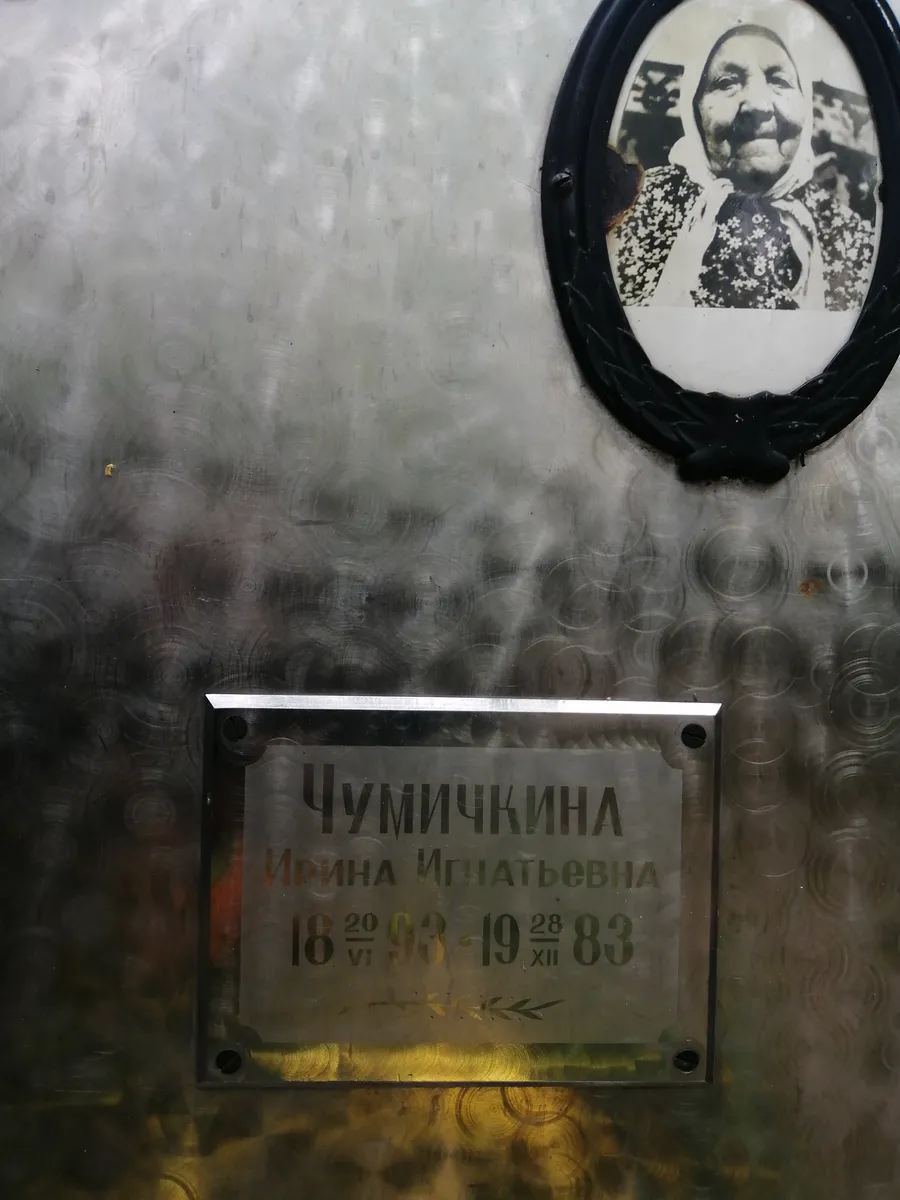 Чумичкина
Ирина Игнатьевна
18 20/VI 93 - 19 28/XII 83